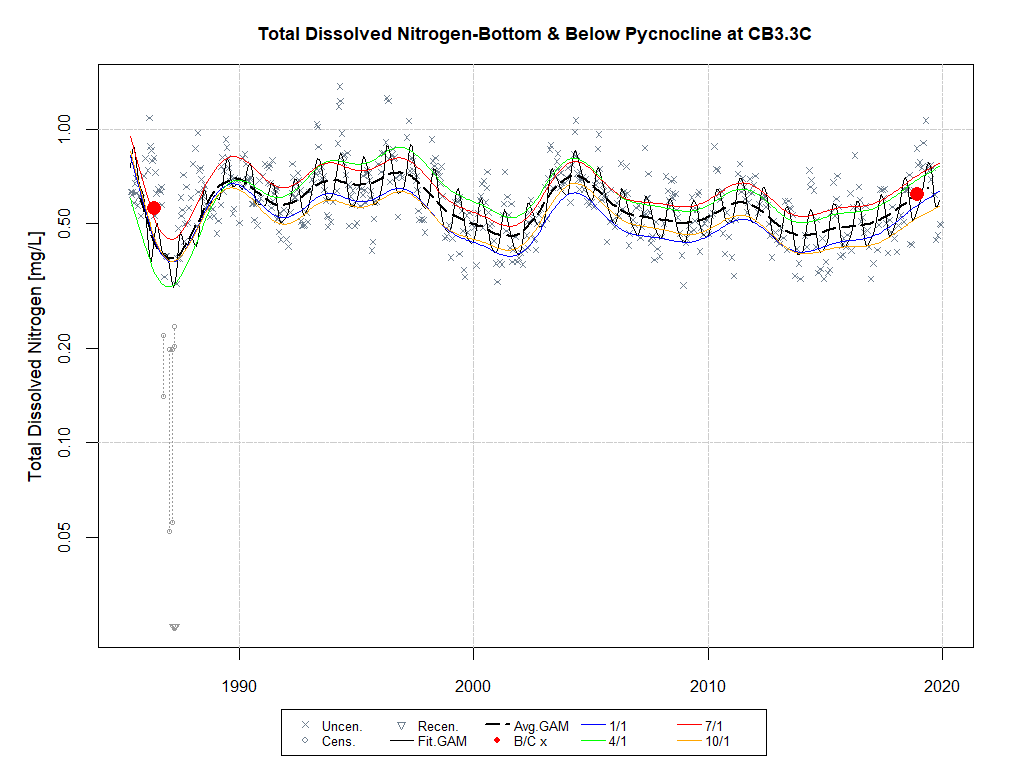 Total Dissolved Nitrogen-Bottom & Below Pycnocline at CB3.3C
Total Dissolved Nitrogen [mg/L]
1.00
0.50
0.20
0.10
0.05
1990 2000 2010 2020
Uncen. Recen. Avg.GAM 1/1 7/1
Cens. Fit.GAM B/C x 4/1 10/1